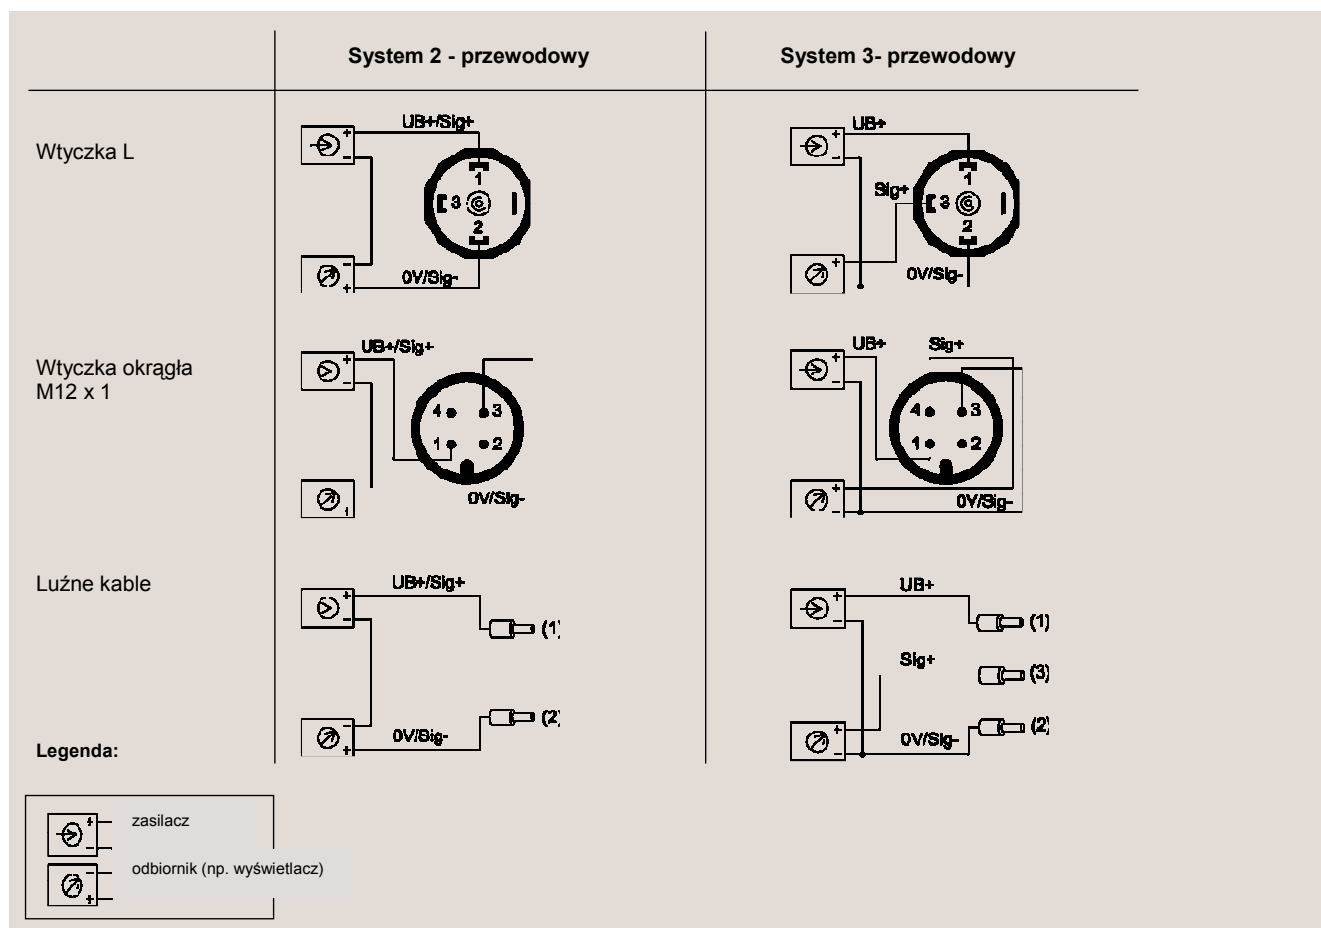 System 2 - przewodowy
System 3- przewodowy
Wtyczka L
UB+/Sig+
+
-
1
3
2
-
+
0V/Sig-
UB+
+
-
Sig+
1
3
2
+
0V/Sig-
Wtyczka okrągła
M12 x 1
UB+/Sig+
+
-
4 3
1 2
0V/Sig-
UB+
Sig+
+
-
4 3
1 2
+
-
0V/Sig-
Luźne kable
UB+/Sig+
+
-
(1)
(2)
-
+
0V/Sig-
UB+
+
-
(1)
Sig+
(3)
(2)
+
-
0V/Sig-
Legenda:
+
-
zasilacz
-
+
odbiornik (np. wyświetlacz)